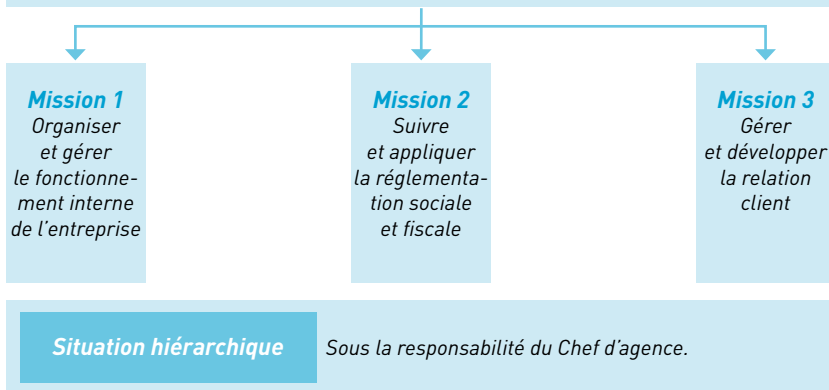 Mission 1
Organiser
et gérer
le fonctionne-
ment interne
de l'entreprise
Mission 2
Suivre
et appliquer
la réglementa-
tion sociale
et fiscale
Mission 3
Gérer
et développer
la relation
client
Situation hiérarchique
Sous la responsabilité du Chef d'agence.